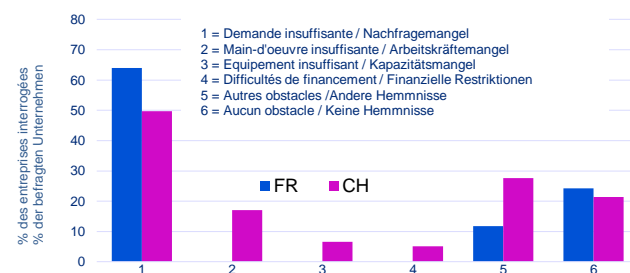 80
70
60
50
40
30
20
10
0
% des entreprises interrogées
% der befragten Unternehmen
1 = Demande insuffisante / Nachfragemangel
2 = Main-d'oeuvre insuffisante / Arbeitskräftemangel
3 = Equipement insuffisant / Kapazitätsmangel
4 = Difficultés de financement / Finanzielle Restriktionen
5 = Autres obstacles /Andere Hemmnisse
6 = Aucun obstacle / Keine Hemmnisse
FR CH
1 2 3 4 5 6